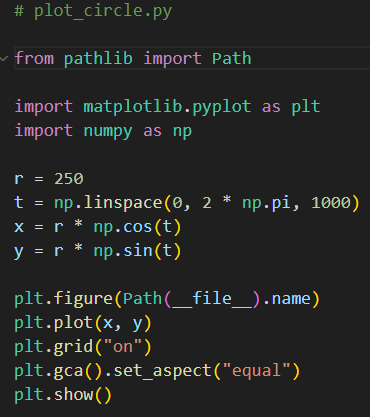 # plot_circle.py
from pathlib import Path
import matplotlib.pyplot as plt
import numpy as np
r = 250
t = np.linspace(0, 2 * np.pi, 1000)
x = r * np.cos(t)
y = r * np.sin(t)
plt.figure(Path(__file__).name)
plt.plot(x, y)
plt.grid("on")
plt.gca().set_aspect("equal")
plt.show()